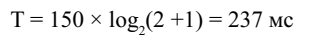 T = 150 × log₂(2 +1) = 237 мс